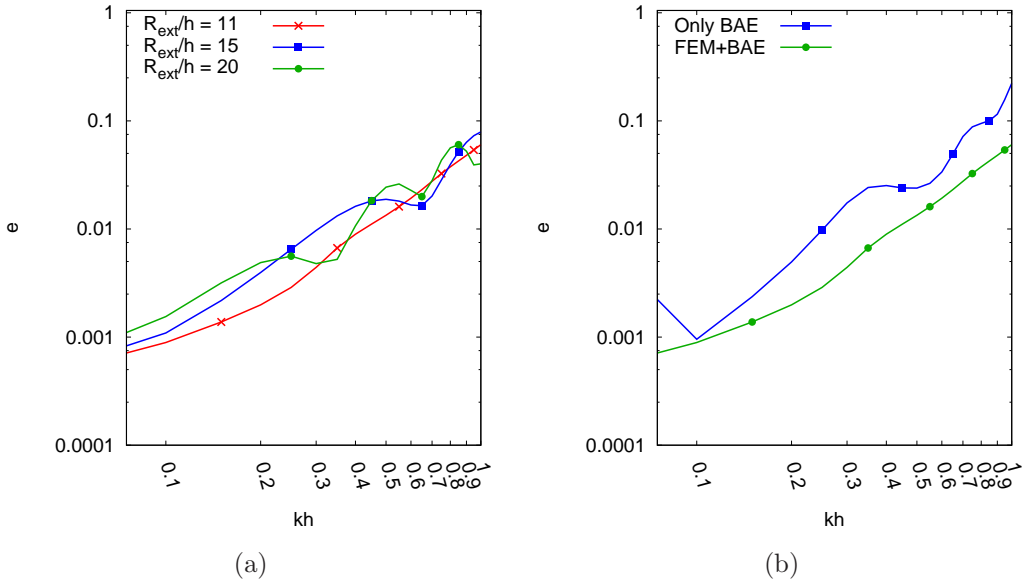 R_ext/h = 11
R_ext/h = 15
R_ext/h = 20
1
0.1
0.01
0.001
0.0001
e
0.1
0.2
0.3
0.4
0.5
0.6
0.7
0.8
0.9
1
kh
(a)
Only BAE
FEM+BAE
1
0.1
0.01
0.001
0.0001
e
0.1
0.2
0.3
0.4
0.5
0.6
0.7
0.8
0.9
1
kh
(b)